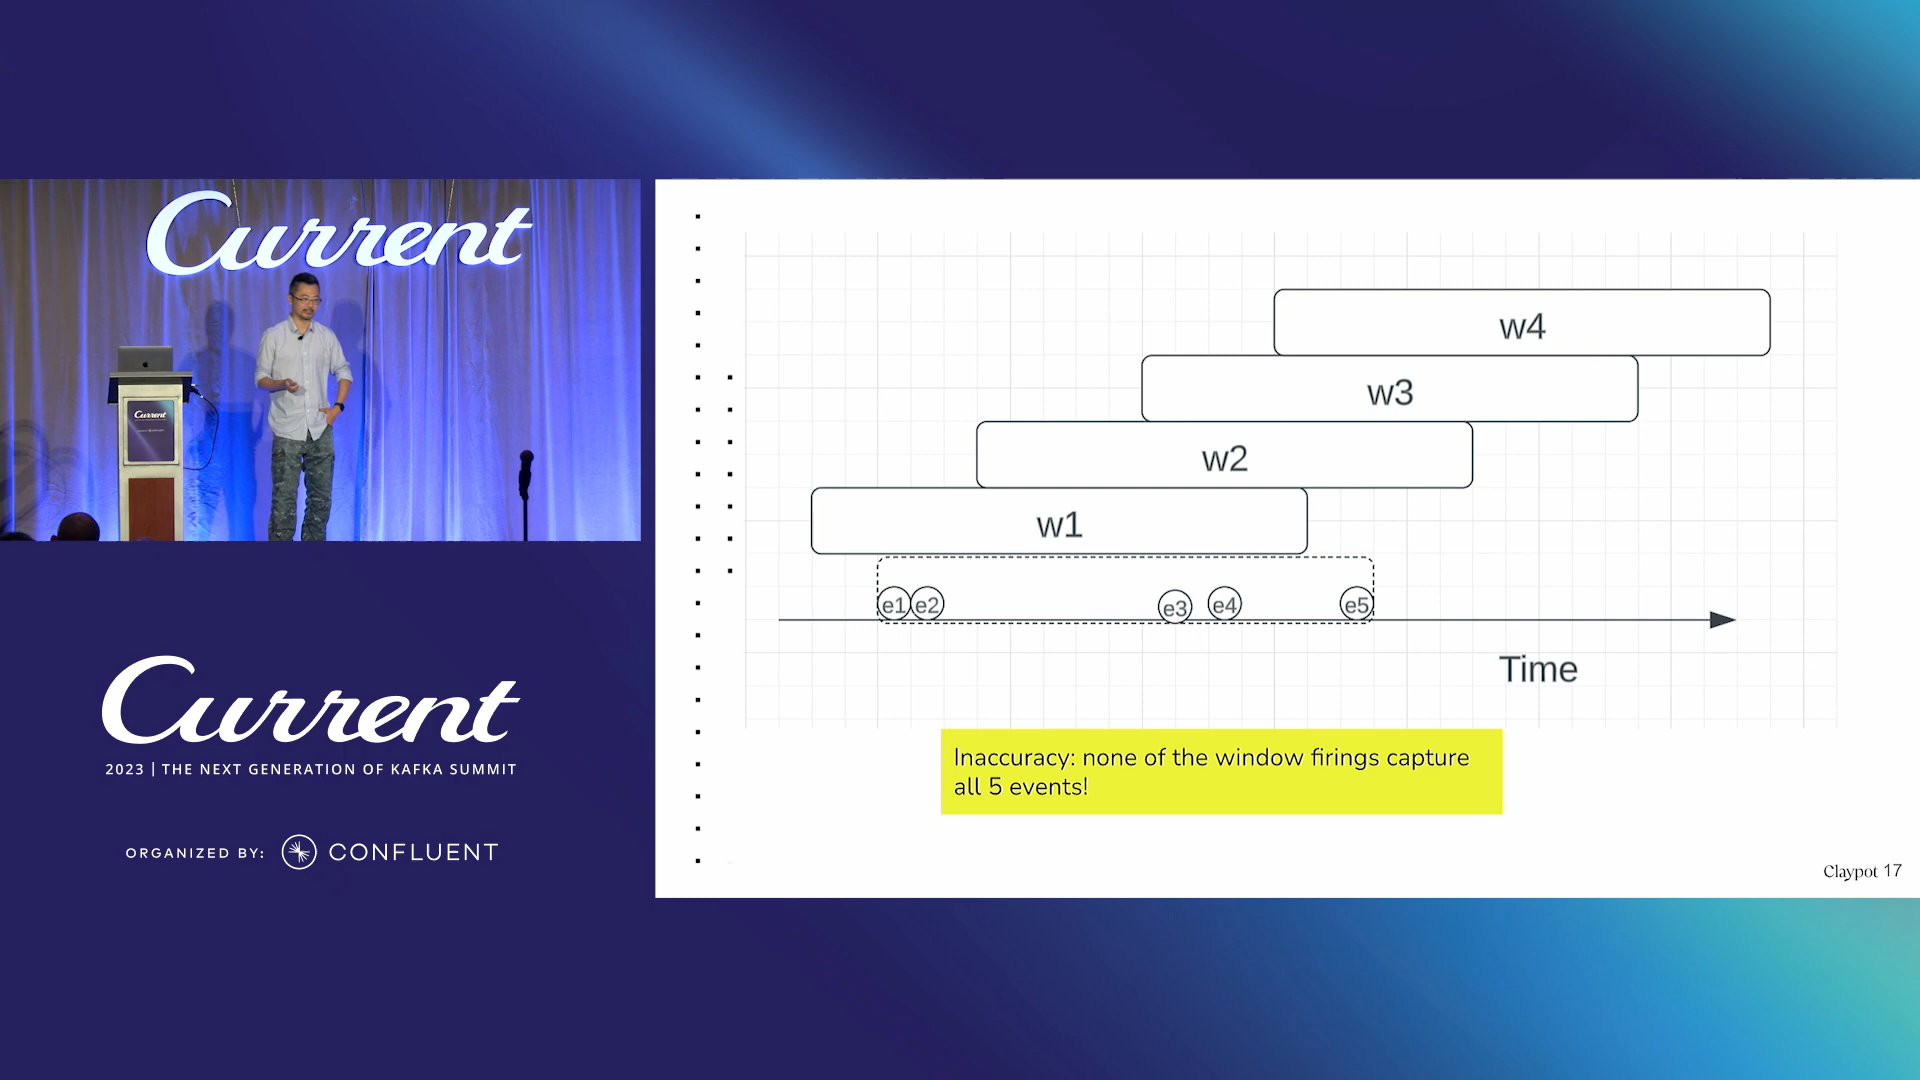 Current
Current
w4
w3
w2
w1
e1 e2 e3 e4 e5
Time
Inaccuracy: none of the window firings capture
all 5 events!
Claypot 17
Current
2023 | THE NEXT GENERATION OF KAFKA SUMMIT
ORGANIZED BY: CONFLUENT